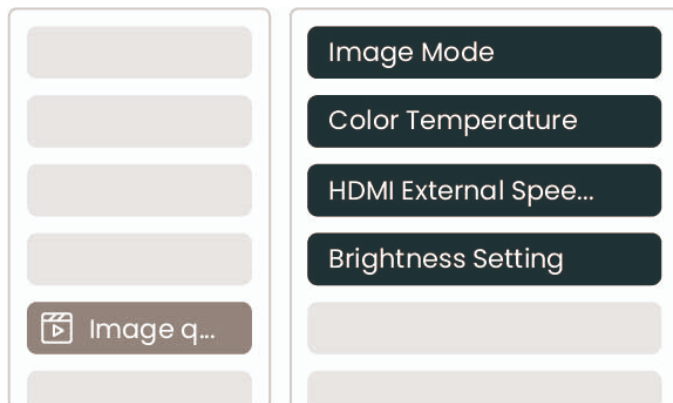 Image Mode
Color Temperature
HDMI External Spee...
Brightness Setting
Image q...